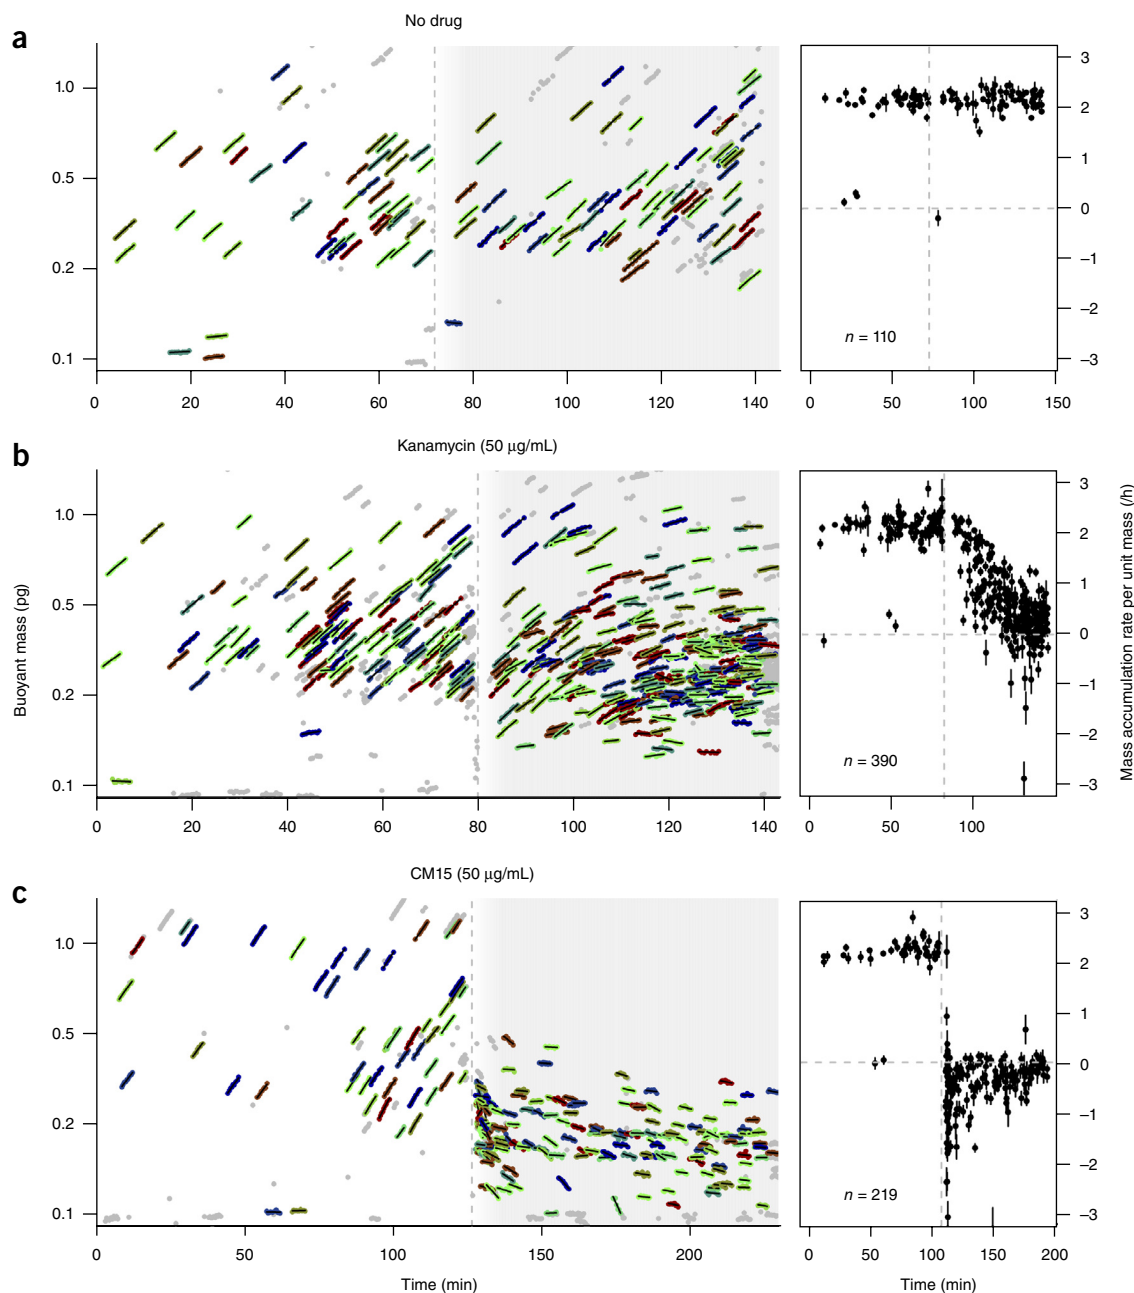 a
No drug
1.0
0.5
0.2
0.1
0 20 40 60 80 100 120 140
3
2
1
0
–1
–2
–3
n = 110
0 50 100 150
b
Kanamycin (50 μg/mL)
1.0
0.5
0.2
0.1
Buoyant mass (pg)
0 20 40 60 80 100 120 140
3
2
1
0
–1
–2
–3
n = 390
0 50 100
Mass accumulation rate per unit mass (/h)
c
CM15 (50 μg/mL)
1.0
0.5
0.2
0.1
0 50 100 150 200
Time (min)
3
2
1
0
–1
–2
–3
n = 219
0 50 100 150 200
Time (min)